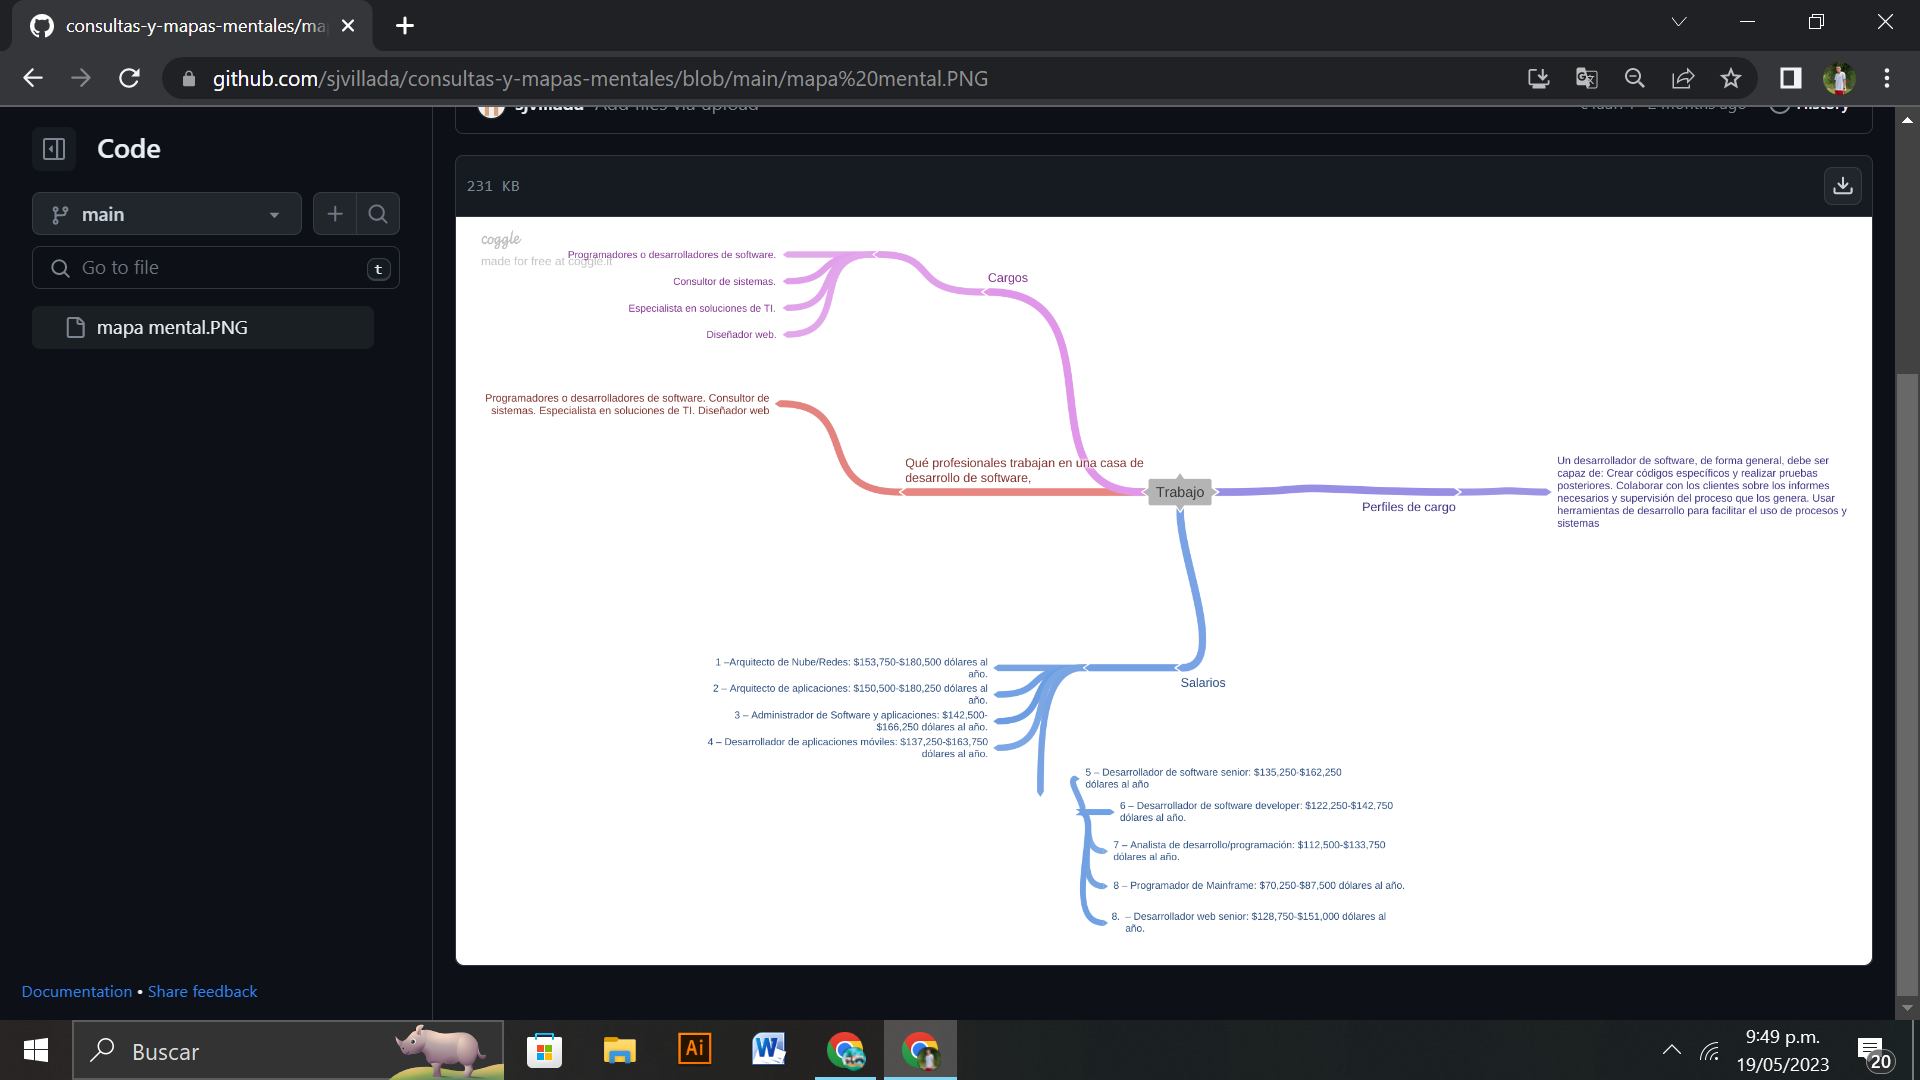 consultas-y-mapas-mentales/ma
github.com/sjvillada/consultas-y-mapas-mentales/blob/main/mapa%20mental.PNG
sjvillada Add files via upload
2 months ago
History
Code
main
Go to file
t
mapa mental.PNG
231 KB
coggle
made for free at coggle.it
Programadores o desarrolladores de software.
Consultor de sistemas.
Especialista en soluciones de TI.
Diseñador web.
Cargos
Programadores o desarrolladores de software. Consultor de
sistemas. Especialista en soluciones de TI. Diseñador web
Qué profesionales trabajan en una casa de
desarrollo de software,
Trabajo
Perfiles de cargo
Un desarrollador de software, de forma general, debe ser
capaz de: Crear códigos específicos y realizar pruebas
posteriores. Colaborar con los clientes sobre los informes
necesarios y supervisión del proceso que los genera. Usar
herramientas de desarrollo para facilitar el uso de procesos y
sistemas
Salarios
1 –Arquitecto de Nube/Redes: $153,750-$180,500 dólares al
año.
2 – Arquitecto de aplicaciones: $150,500-$180,250 dólares al
año.
3 – Administrador de Software y aplicaciones: $142,500-
$166,250 dólares al año.
4 – Desarrollador de aplicaciones móviles: $137,250-$163,750
dólares al año.
5 – Desarrollador de software senior: $135,250-$162,250
dólares al año
6 – Desarrollador de software developer: $122,250-$142,750
dólares al año.
7 – Analista de desarrollo/programación: $112,500-$133,750
dólares al año.
8 – Programador de Mainframe: $70,250-$87,500 dólares al año.
8. – Desarrollador web senior: $128,750-$151,000 dólares al
año.
Documentation • Share feedback
Buscar
Ai
W
9:49 p.m.
19/05/2023
20